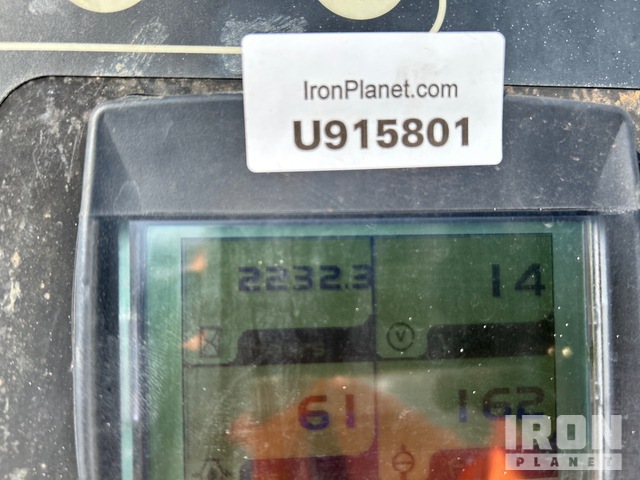 IronPlanet.com
U915801
2232.3 14
V
61 162
IRON
PLANET